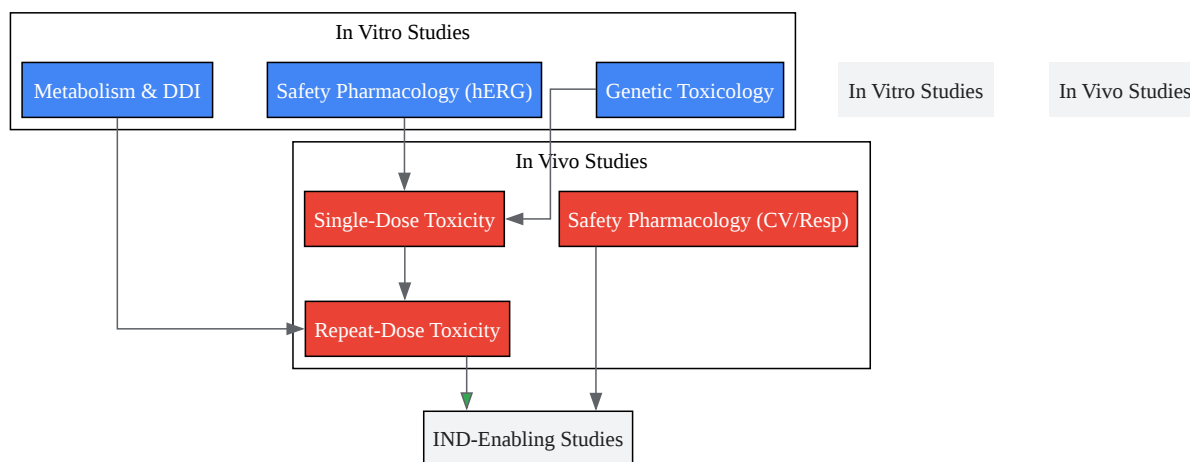 In Vitro Studies
Metabolism & DDI
Safety Pharmacology (hERG)
Genetic Toxicology
In Vitro Studies
In Vivo Studies
In Vivo Studies
Single-Dose Toxicity
Safety Pharmacology (CV/Resp)
Repeat-Dose Toxicity
IND-Enabling Studies